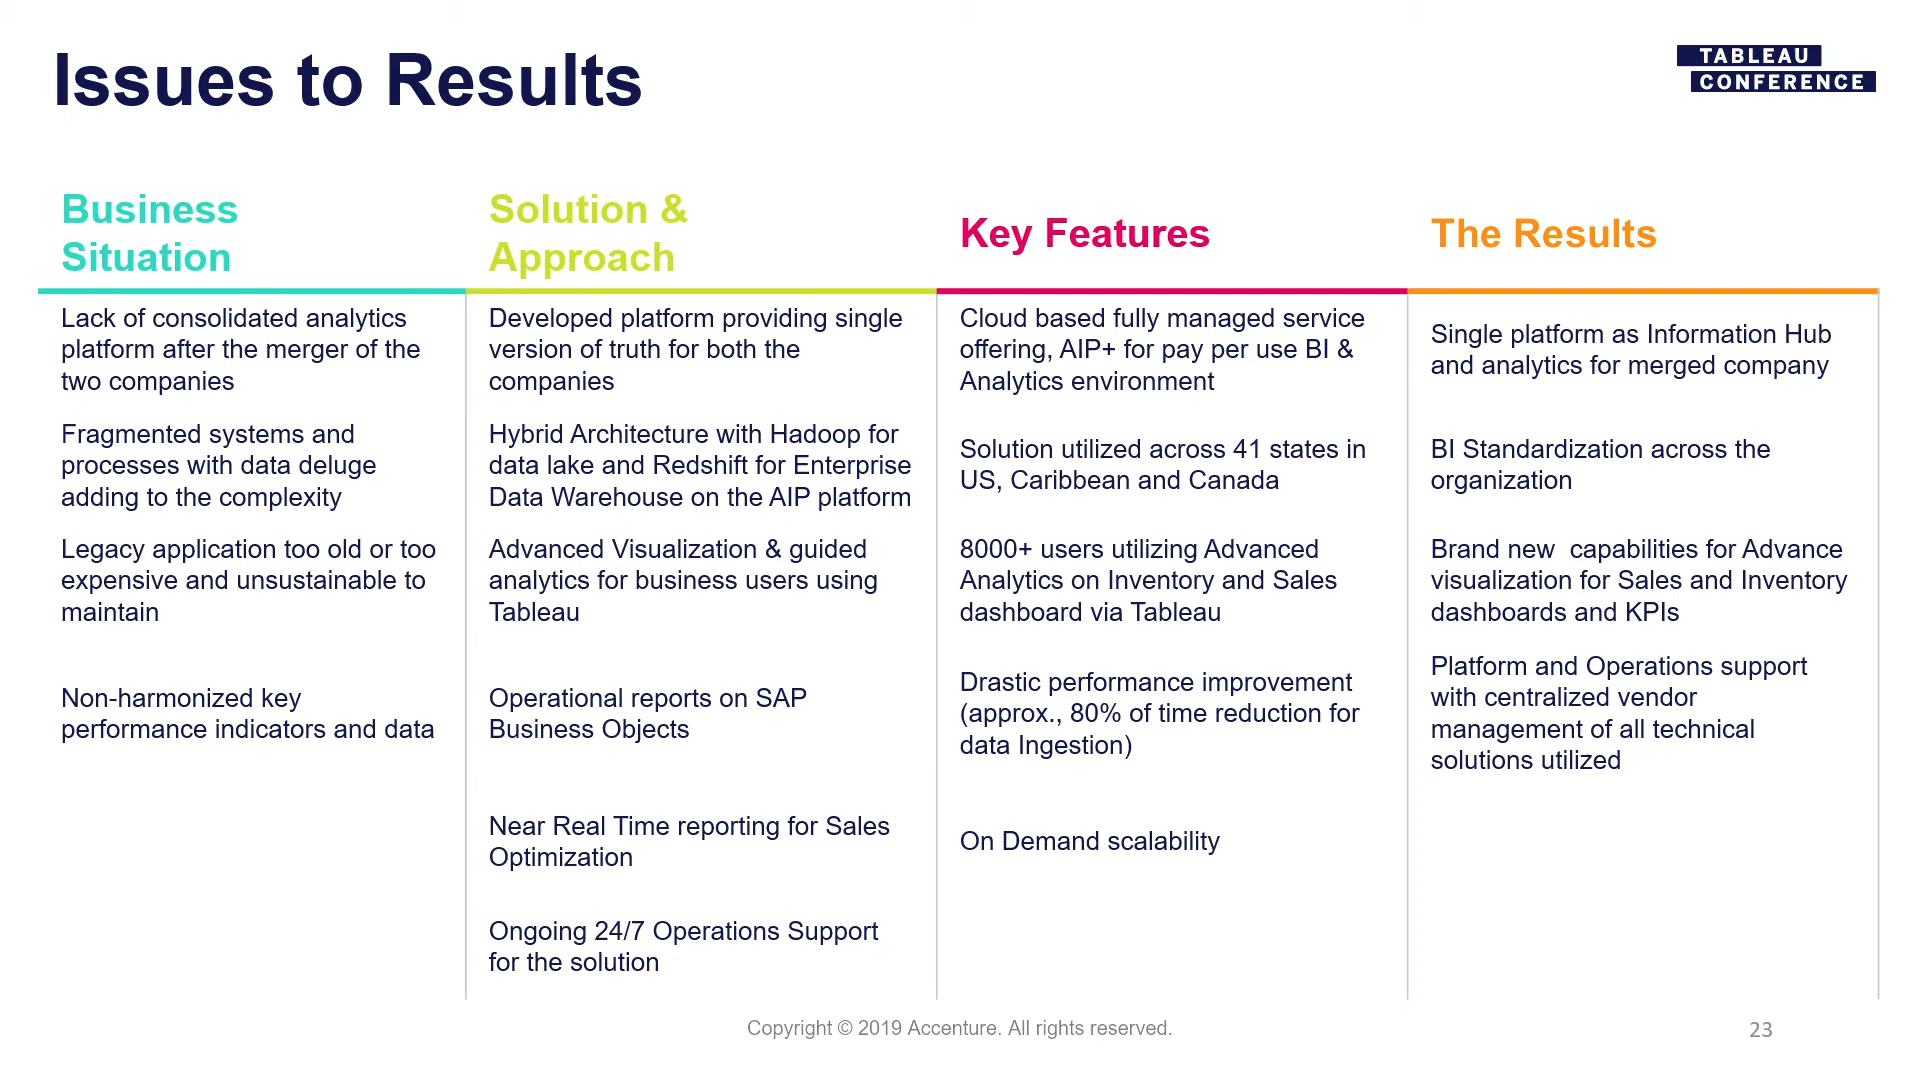 Issues to Results
TABLEAU
CONFERENCE
Business
Situation
Lack of consolidated analytics
platform after the merger of the
two companies
Fragmented systems and
processes with data deluge
adding to the complexity
Legacy application too old or too
expensive and unsustainable to
maintain
Non-harmonized key
performance indicators and data
Solution &
Approach
Developed platform providing single
version of truth for both the
companies
Hybrid Architecture with Hadoop for
data lake and Redshift for Enterprise
Data Warehouse on the AIP platform
Advanced Visualization & guided
analytics for business users using
Tableau
Operational reports on SAP
Business Objects
Near Real Time reporting for Sales
Optimization
Ongoing 24/7 Operations Support
for the solution
Key Features
Cloud based fully managed service
offering, AIP+ for pay per use BI &
Analytics environment
Solution utilized across 41 states in
US, Caribbean and Canada
8000+ users utilizing Advanced
Analytics on Inventory and Sales
dashboard via Tableau
Drastic performance improvement
(approx., 80% of time reduction for
data Ingestion)
On Demand scalability
The Results
Single platform as Information Hub
and analytics for merged company
BI Standardization across the
organization
Brand new  capabilities for Advance
visualization for Sales and Inventory
dashboards and KPIs
Platform and Operations support
with centralized vendor
management of all technical
solutions utilized
Copyright © 2019 Accenture. All rights reserved.
23